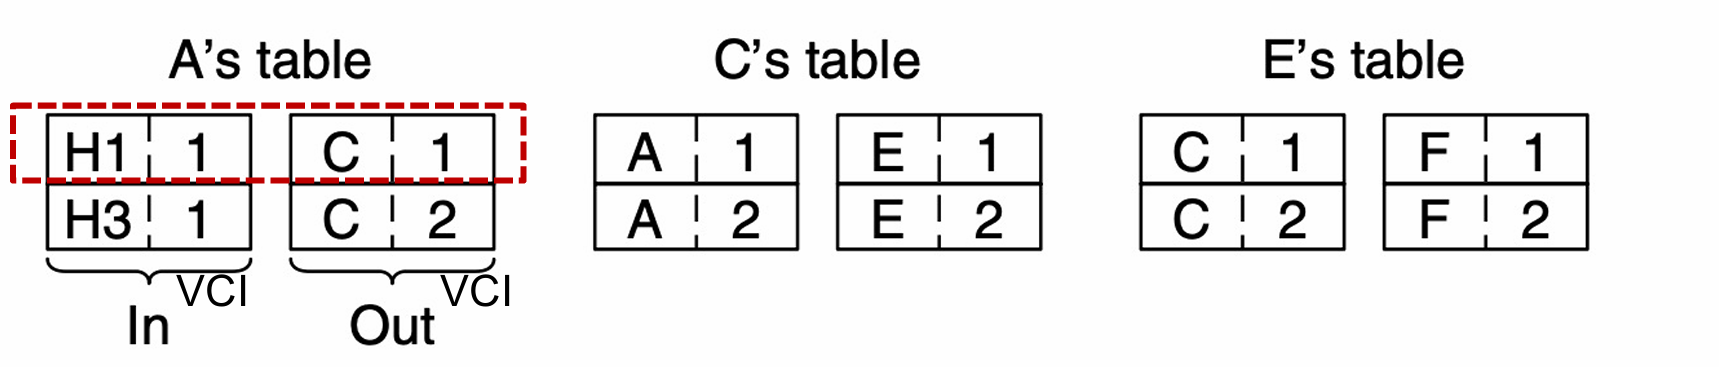 A's table C's table E's table
H1 1 C 1 A 1 E 1 C 1 F 1
H3 1 C 2 A 2 E 2 C 2 F 2
VCI VCI
In Out